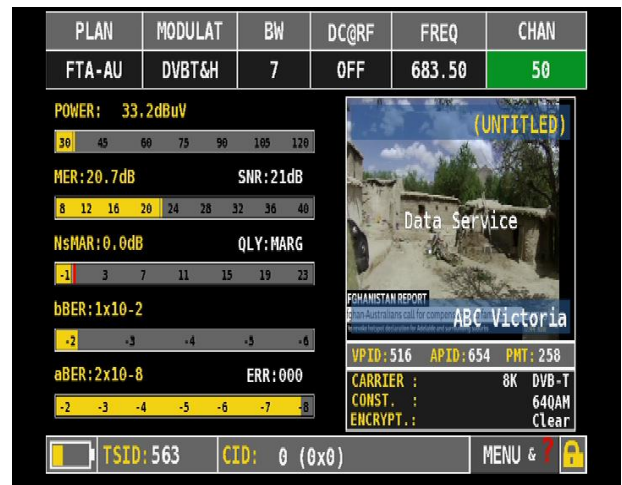 PLAN MODULAT BW DC@RF FREQ CHAN
FTA-AU DVBT&H 7 OFF 683.50 50
POWER: 33.2dBuV
30 45 60 75 90 105 120
MER:20.7dB SNR:21dB
8 12 16 20 24 28 32 36 40
NsMAR:0.0dB QLY:MARG
-1 3 7 11 15 19 23
bBER:1x10-2
-2 -3 -4 -5 -6
aBER:2x10-8 ERR:000
-2 -3 -4 -5 -6 -7 -8
(UNTITLED)
Data Service
FGHANISTAN REPORT
ghan-Australians call for
ABC Victoria
VPID:516 APID:654 PMT:258
CARRIER : 8K DVB-T
CONST. : 64QAM
ENCRYPT.: Clear
TSID:563 CID: 0 (0x0) MENU & ?